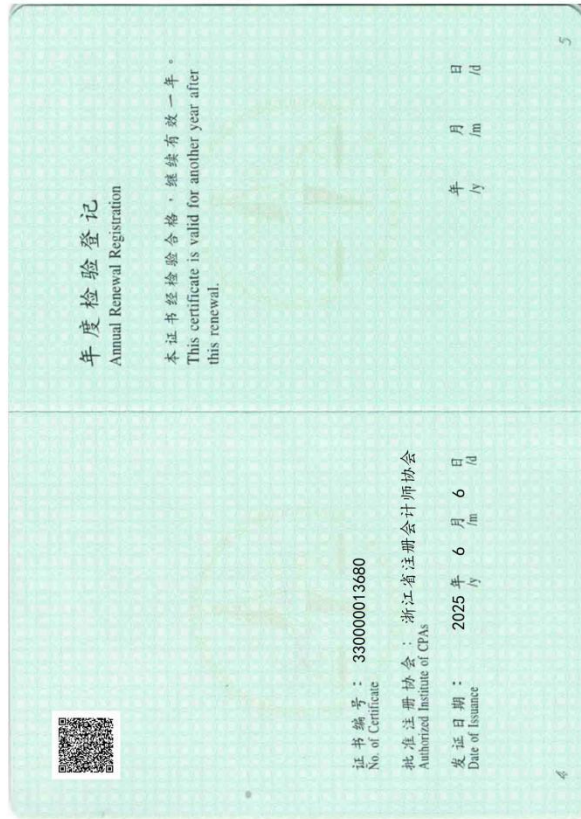 证书编号： 330000013680
No. of Certificate
批准注册协会： 浙江省注册会计师协会
Authorized Institute of CPAs
发证日期： 2025 年 6 月 6 日
Date of Issuance /y /m /d
4
年度检验登记
Annual Renewal Registration
本证书经检验合格，继续有效一年。
This certificate is valid for another year after
this renewal.
年 月 日
/y /m /d
5